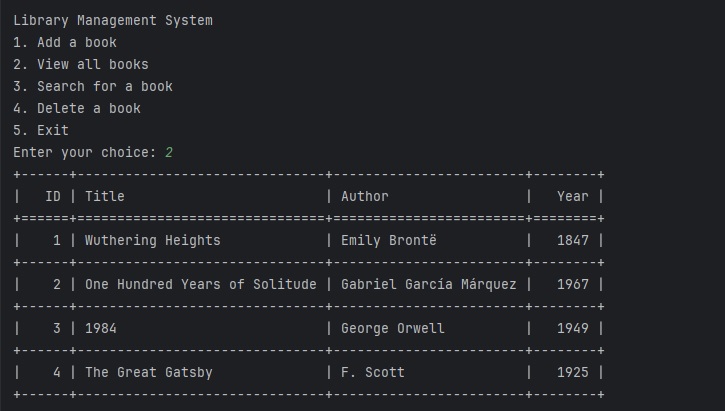 Library Management System
1. Add a book
2. View all books
3. Search for a book
4. Delete a book
5. Exit
Enter your choice: 2
+------+-------------------------------+------------------------+--------+
|   ID | Title                         | Author                 |   Year |
+======+===============================+========================+========+
|    1 | Wuthering Heights             | Emily Brontë           |   1847 |
+------+-------------------------------+------------------------+--------+
|    2 | One Hundred Years of Solitude | Gabriel García Márquez |   1967 |
+------+-------------------------------+------------------------+--------+
|    3 | 1984                          | George Orwell          |   1949 |
+------+-------------------------------+------------------------+--------+
|    4 | The Great Gatsby              | F. Scott               |   1925 |
+------+-------------------------------+------------------------+--------+